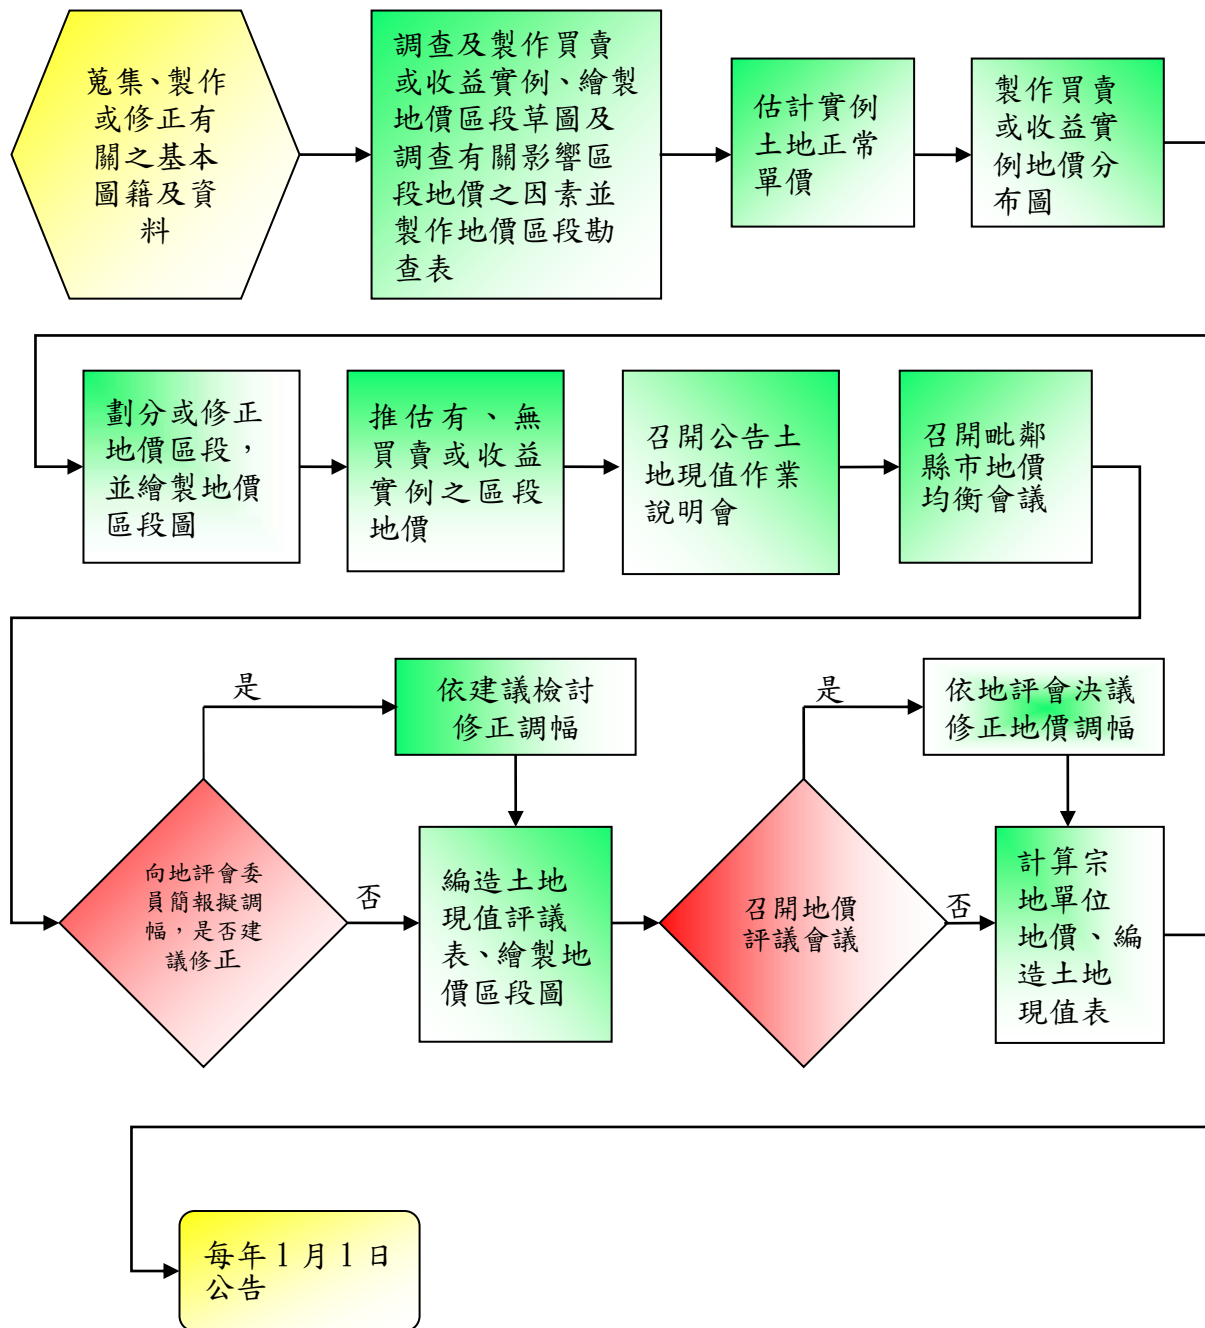 蒐集、製作
或修正有
關之基本
圖籍及資
料
調查及製作買賣
或收益實例、繪製
地價區段草圖及
調查有關影響區
段地價之因素並
製作地價區段勘
查表
估計實例
土地正常
單價
製作買賣
或收益實
例地價分
布圖
劃分或修正
地價區段，
並繪製地價
區段圖
推估有、無
買賣或收益
實例之區段
地價
召開公告土
地現值作業
說明會
召開毗鄰
縣市地價
均衡會議
是
依建議檢討
修正調幅
是
依地評會決議
修正地價調幅
向地評會委
員簡報擬調
幅，是否建
議修正
否
編造土地
現值評議
表、繪製地
價區段圖
召開地價
評議會議
否
計算宗
地單位
地價、編
造土地
現值表
每年1月1日
公告